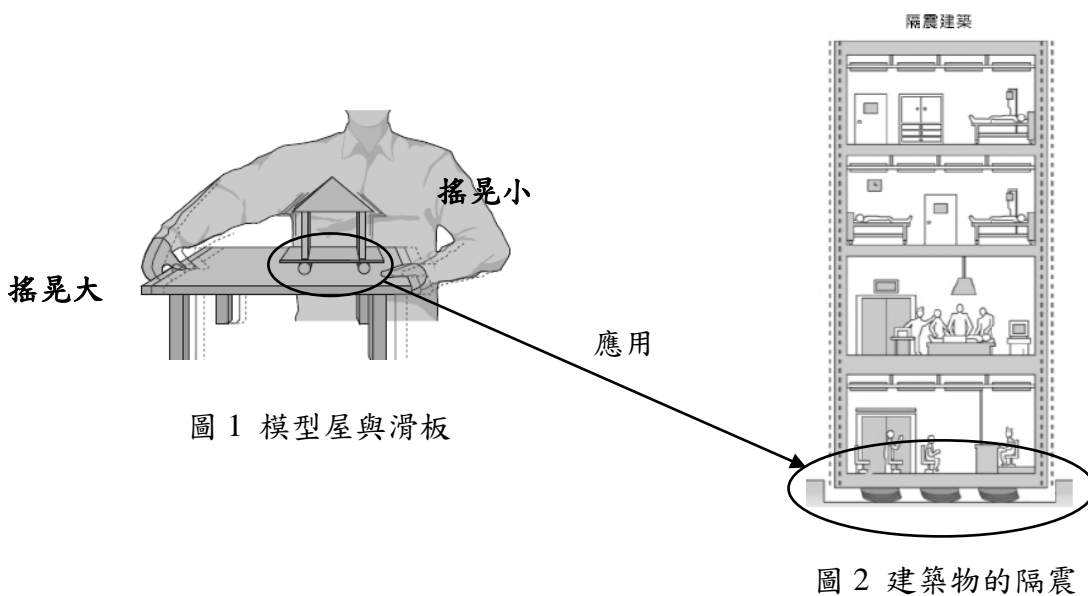 隔震建築
搖晃小
搖晃大
應用
圖 1 模型屋與滑板
圖 2 建築物的隔震